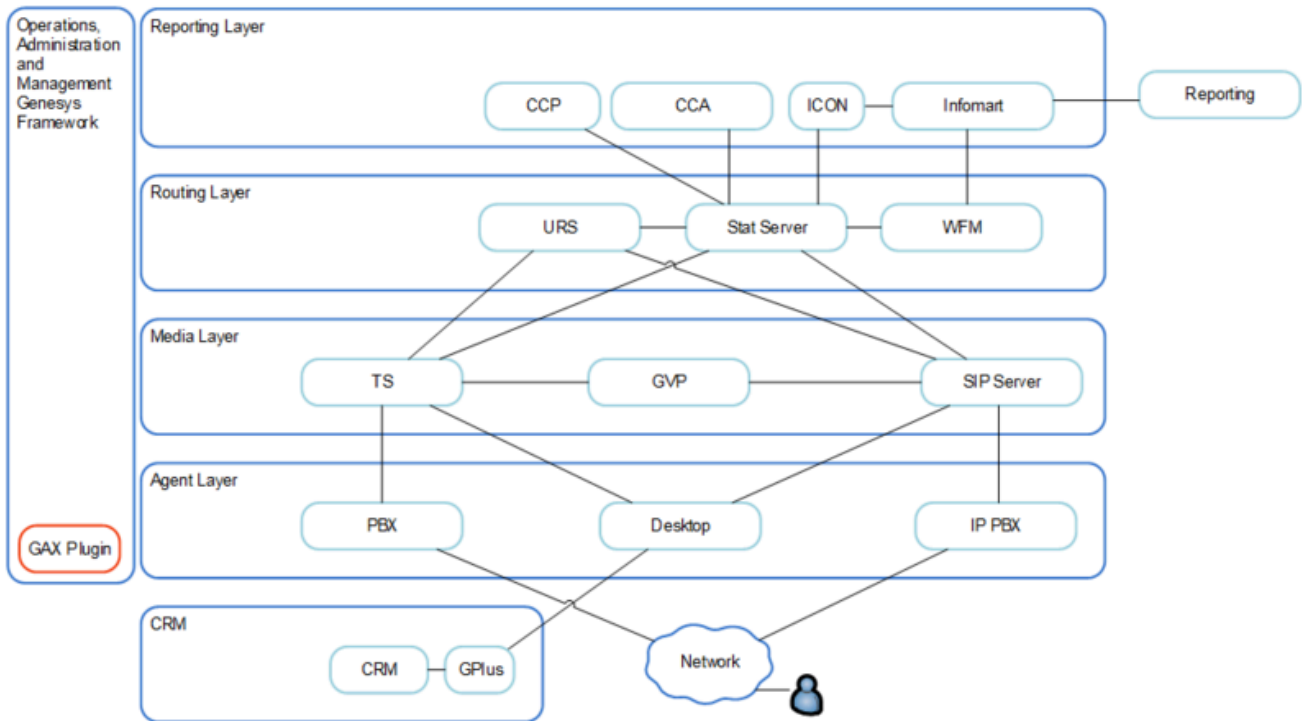 Operations,
Administration
and
Management
Genesys
Framework
GAX Plugin
Reporting Layer
CCP
CCA
ICON
Infomart
Reporting
Routing Layer
URS
Stat Server
WFM
Media Layer
TS
GVP
SIP Server
Agent Layer
PBX
Desktop
IP PBX
CRM
CRM
GPlus
Network